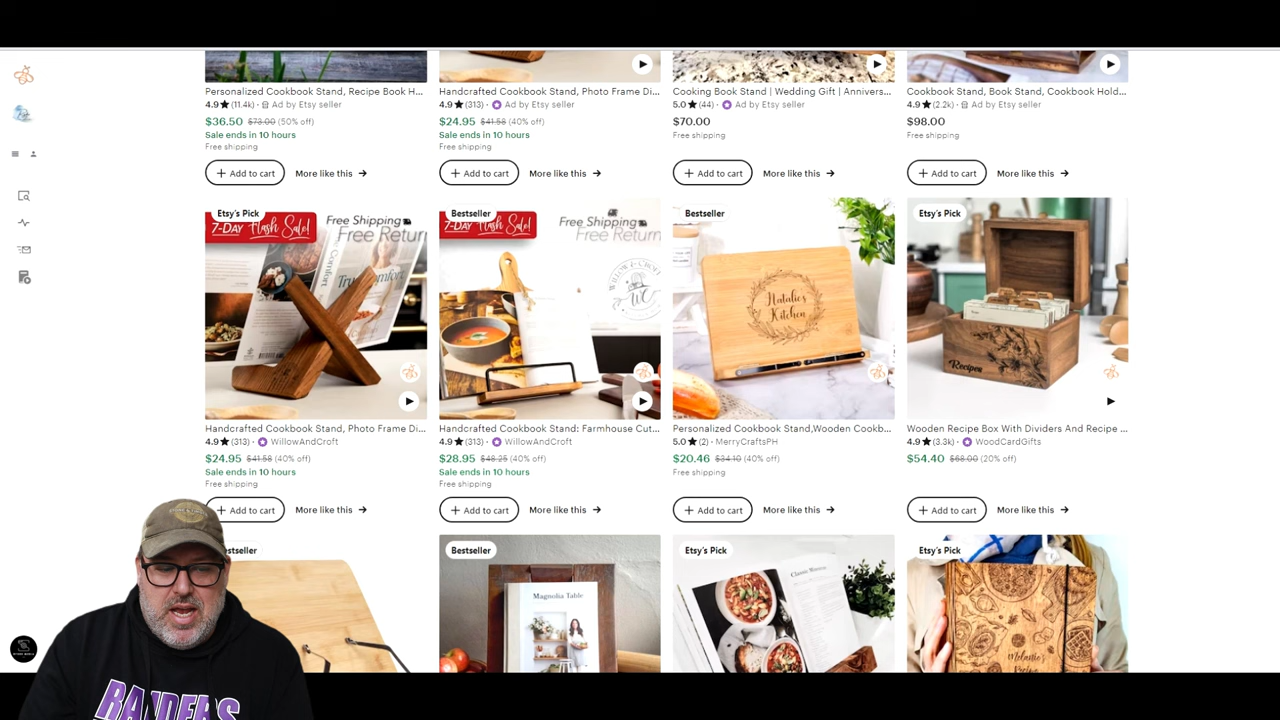 Personalized Cookbook Stand, Recipe Book H...
4.9★ (11.4k) · Ad by Etsy seller
$36.50 $73.00 (50% off)
Sale ends in 10 hours
Free shipping
+ Add to cart More like this →
Handcrafted Cookbook Stand, Photo Frame Di...
4.9★ (313) · Ad by Etsy seller
$24.95 $41.58 (40% off)
Sale ends in 10 hours
Free shipping
+ Add to cart More like this →
Cooking Book Stand | Wedding Gift | Annivers...
5.0★ (44) · Ad by Etsy seller
$70.00
Free shipping
+ Add to cart More like this →
Cookbook Stand, Book Stand, Cookbook Hold...
4.9★ (2.2k) · Ad by Etsy seller
$98.00
Free shipping
+ Add to cart More like this →
Etsy's Pick
7-DAY Flash Sale!
Free Shipping
Free Return
Handcrafted Cookbook Stand, Photo Frame Di...
4.9★ (313) · WillowAndCroft
$24.95 $41.58 (40% off)
Sale ends in 10 hours
Free shipping
+ Add to cart More like this →
Bestseller
7-DAY Flash Sale!
Free Shipping
Free Return
WILLOW & CROFT
WC
Handcrafted Cookbook Stand: Farmhouse Cut...
4.9★ (313) · WillowAndCroft
$28.95 $48.25 (40% off)
Sale ends in 10 hours
Free shipping
+ Add to cart More like this →
Bestseller
Natalie's
Kitchen
Personalized Cookbook Stand,Wooden Cookb...
5.0★ (2) · MerryCraftsPH
$20.46 $34.10 (40% off)
Free shipping
+ Add to cart More like this →
Etsy's Pick
Recipes
Wooden Recipe Box With Dividers And Recipe ...
4.9★ (3.3k) · WoodCardGifts
$54.40 $68.00 (20% off)
+ Add to cart More like this →
Bestseller
Magnolia Table
Etsy's Pick
Etsy's Pick
Melanie's
RAIDERS